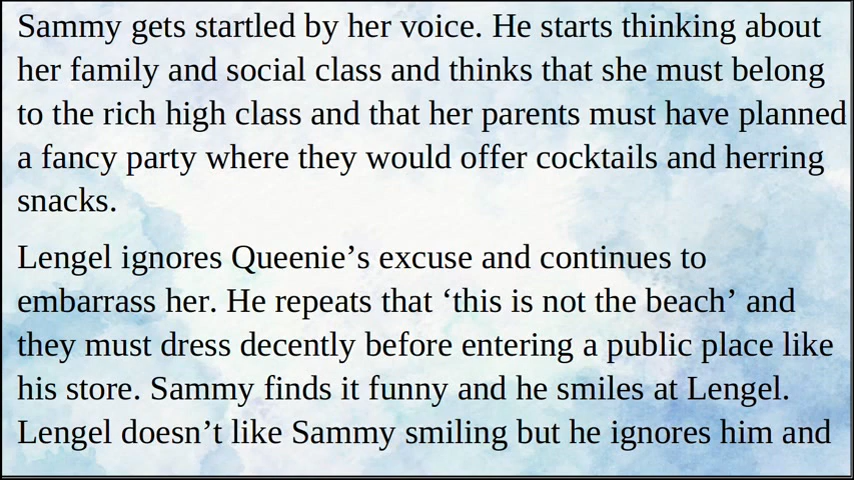 Sammy gets startled by her voice. He starts thinking about
her family and social class and thinks that she must belong
to the rich high class and that her parents must have planned
a fancy party where they would offer cocktails and herring
snacks.
Lengel ignores Queenie’s excuse and continues to
embarrass her. He repeats that ‘this is not the beach’ and
they must dress decently before entering a public place like
his store. Sammy finds it funny and he smiles at Lengel.
Lengel doesn’t like Sammy smiling but he ignores him and